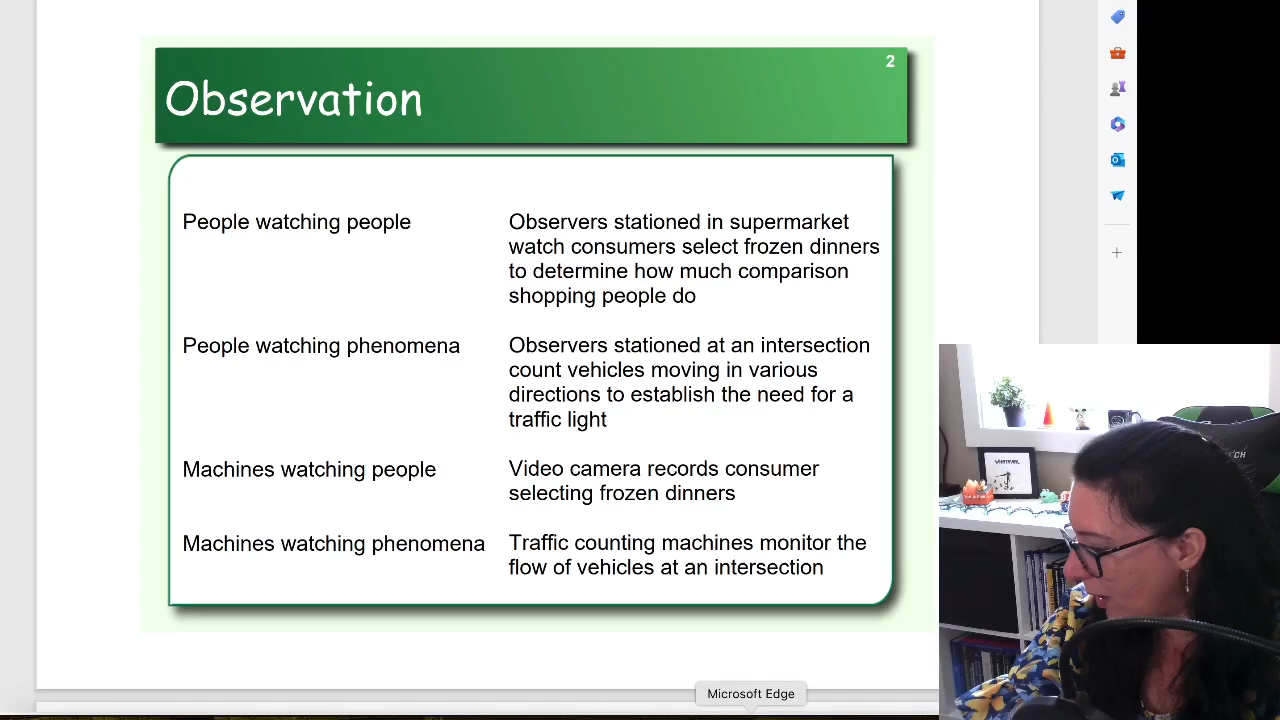 2
Observation
People watching people
Observers stationed in supermarket
watch consumers select frozen dinners
to determine how much comparison
shopping people do
People watching phenomena
Observers stationed at an intersection
count vehicles moving in various
directions to establish the need for a
traffic light
Machines watching people
Video camera records consumer
selecting frozen dinners
Machines watching phenomena
Traffic counting machines monitor the
flow of vehicles at an intersection
Microsoft Edge